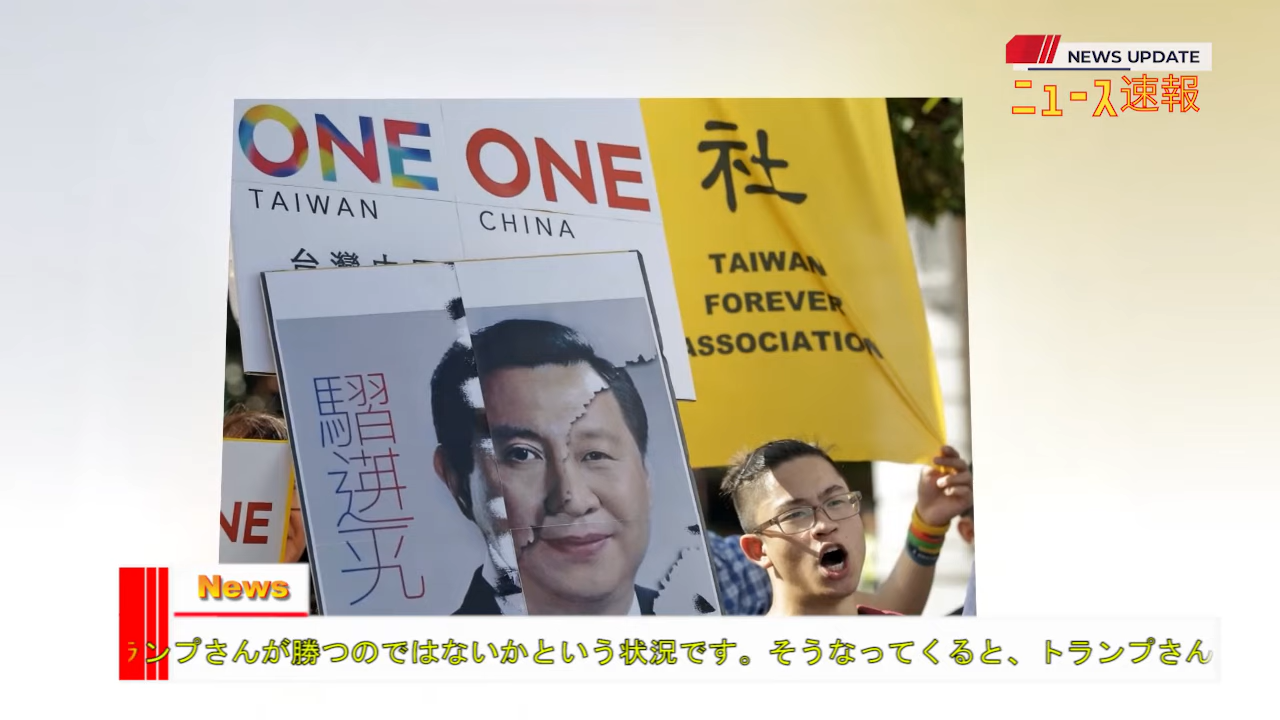 NEWS UPDATE
ニュース速報
ONE
TAIWAN
ONE
CHINA
社
TAIWAN
FOREVER
ASSOCIATION
NE
News
ランプさんが勝つのではないかという状況です。そうなってくると、トランプさん